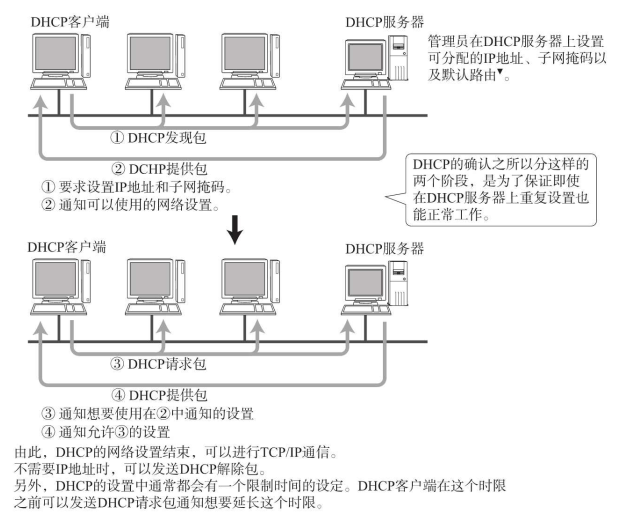 DHCP客户端
DHCP服务器
管理员在DHCP服务器上设置
可分配的IP地址、子网掩码以
及默认路由▼。
① DHCP发现包
② DCHP提供包
① 要求设置IP地址和子网掩码。
② 通知可以使用的网络设置。
DHCP的确认之所以分这样的
两个阶段，是为了保证即使
在DHCP服务器上重复设置也
能正常工作。
DHCP客户端
DHCP服务器
③ DHCP请求包
④ DHCP提供包
③ 通知想要使用在②中通知的设置
④ 通知允许③的设置
由此，DHCP的网络设置结束，可以进行TCP/IP通信。
不需要IP地址时，可以发送DHCP解除包。
另外，DHCP的设置中通常都会有一个限制时间的设定。DHCP客户端在这个时限
之前可以发送DHCP请求包通知想要延长这个时限。